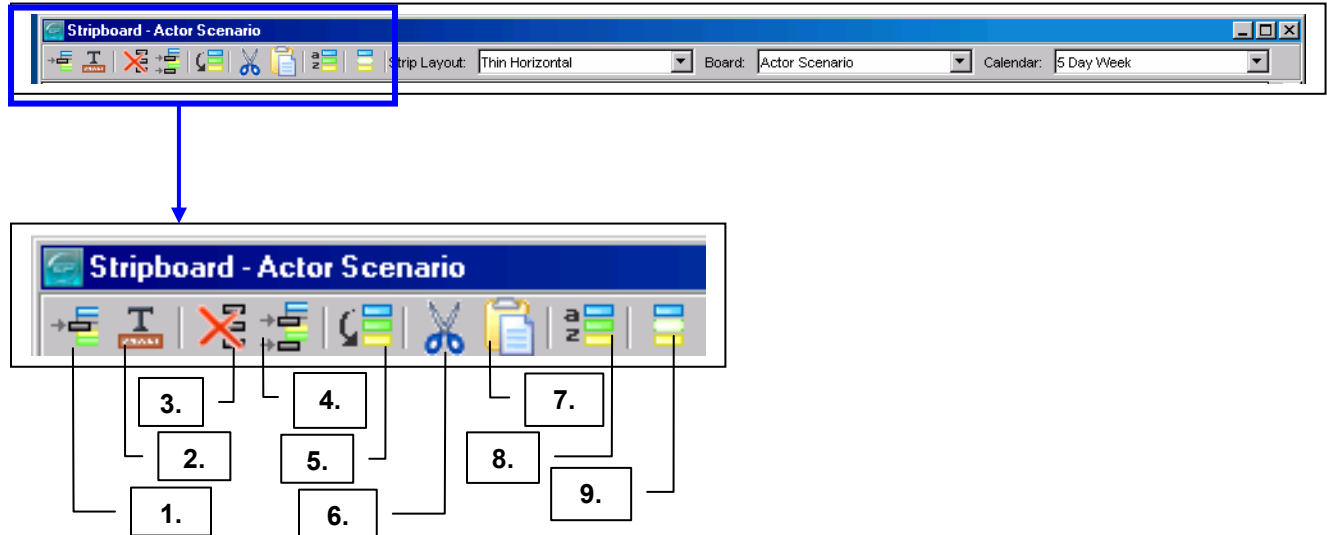 Stripboard - Actor Scenario
Strip Layout: Thin Horizontal Board: Actor Scenario Calendar: 5 Day Week
Stripboard - Actor Scenario
T
a
z
3. 4. 7.
2. 5. 8.
9.
1. 6.